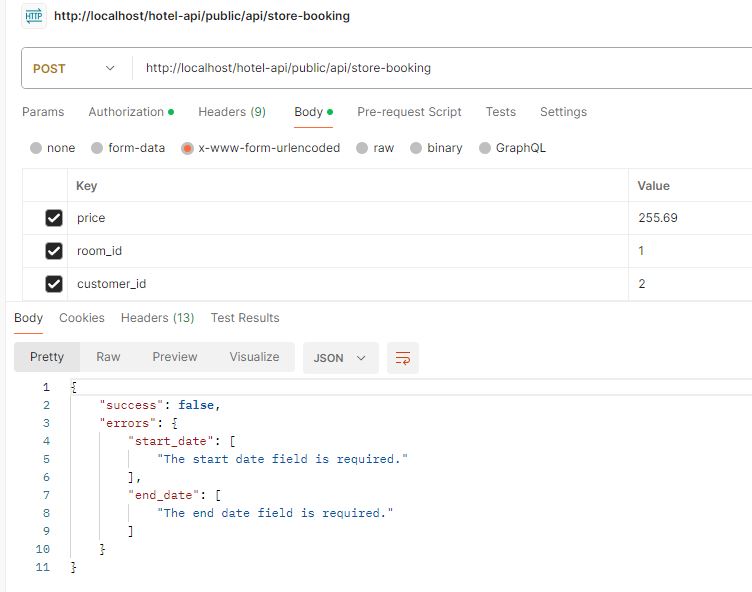 HTTP http://localhost/hotel-api/public/api/store-booking
POST http://localhost/hotel-api/public/api/store-booking
Params Authorization Headers (9) Body Pre-request Script Tests Settings
none form-data x-www-form-urlencoded raw binary GraphQL
Key Value
price 255.69
room_id 1
customer_id 2
Body Cookies Headers (13) Test Results
Pretty Raw Preview Visualize JSON
1 {
2 "success": false,
3 "errors": {
4 "start_date": [
5 "The start date field is required."
6 ],
7 "end_date": [
8 "The end date field is required."
9 ]
10 }
11 }